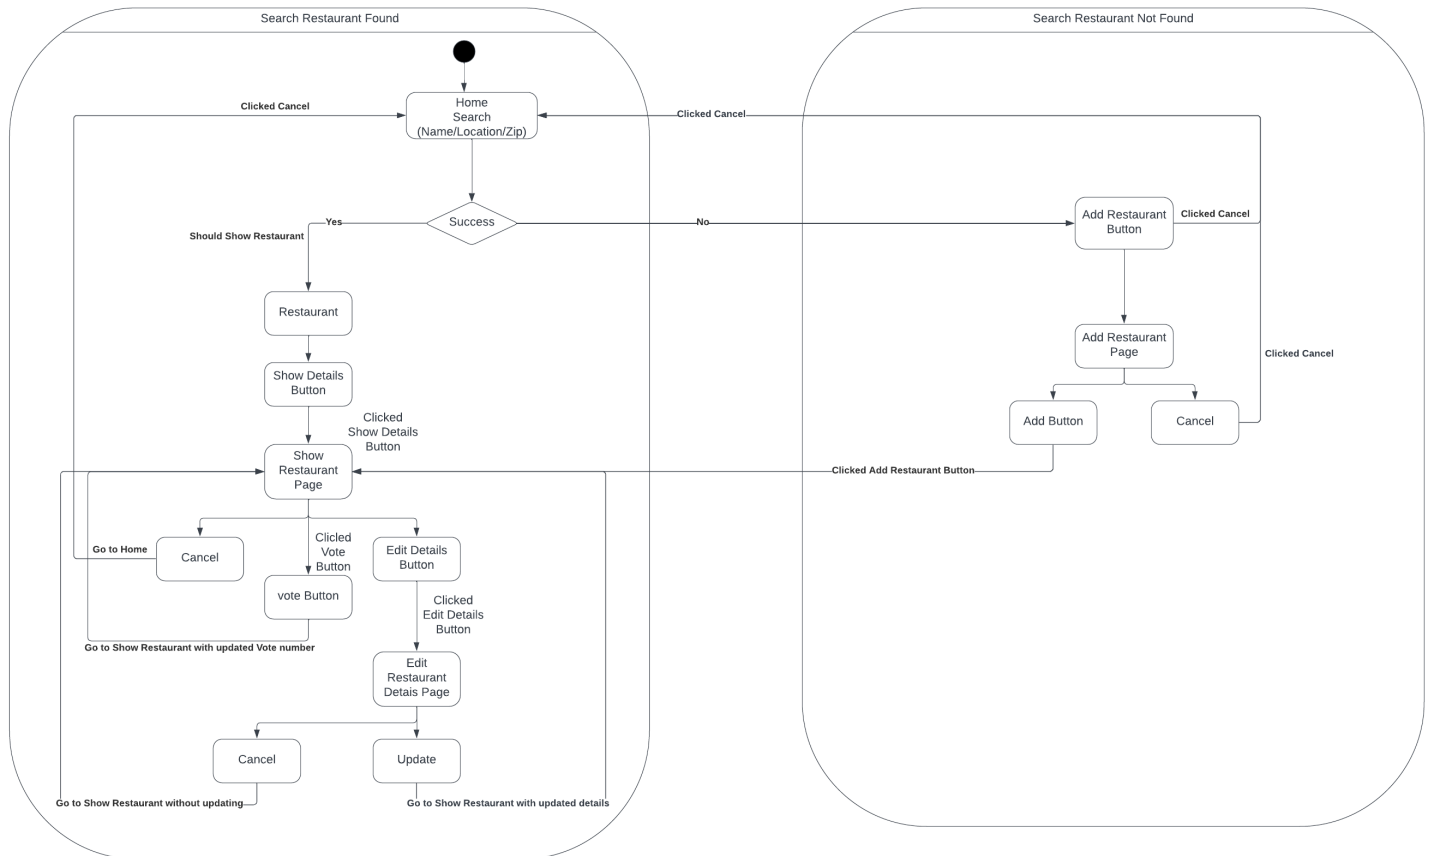 Search Restaurant Found
Search Restaurant Not Found
Home
Search
(Name/Location/Zip)
Clicked Cancel
Clicked Cancel
Success
Yes
No
Should Show Restaurant
Add Restaurant
Button
Clicked Cancel
Restaurant
Add Restaurant
Page
Clicked Cancel
Show Details
Button
Clicked
Show Details
Button
Add Button
Cancel
Show
Restaurant
Page
Clicked Add Restaurant Button
Go to Home
Cancel
Clicled
Vote
Button
Edit Details
Button
vote Button
Clicked
Edit Details
Button
Go to Show Restaurant with updated Vote number
Edit
Restaurant
Detais Page
Cancel
Update
Go to Show Restaurant without updating
Go to Show Restaurant with updated details